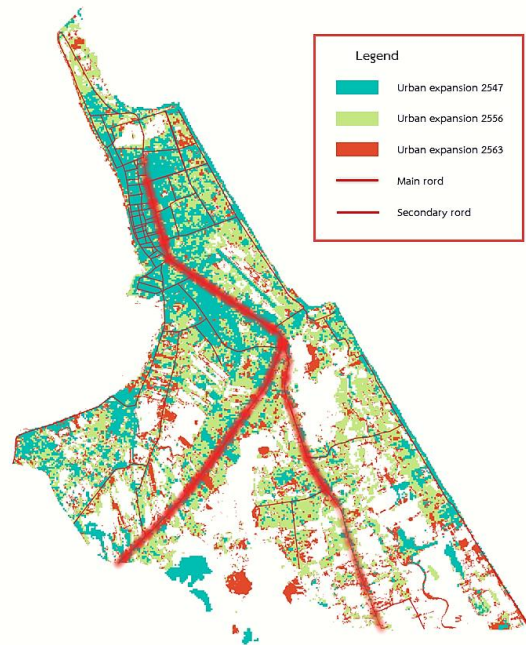 Legend
Urban expansion 2547
Urban expansion 2556
Urban expansion 2563
Main rord
Secondary rord